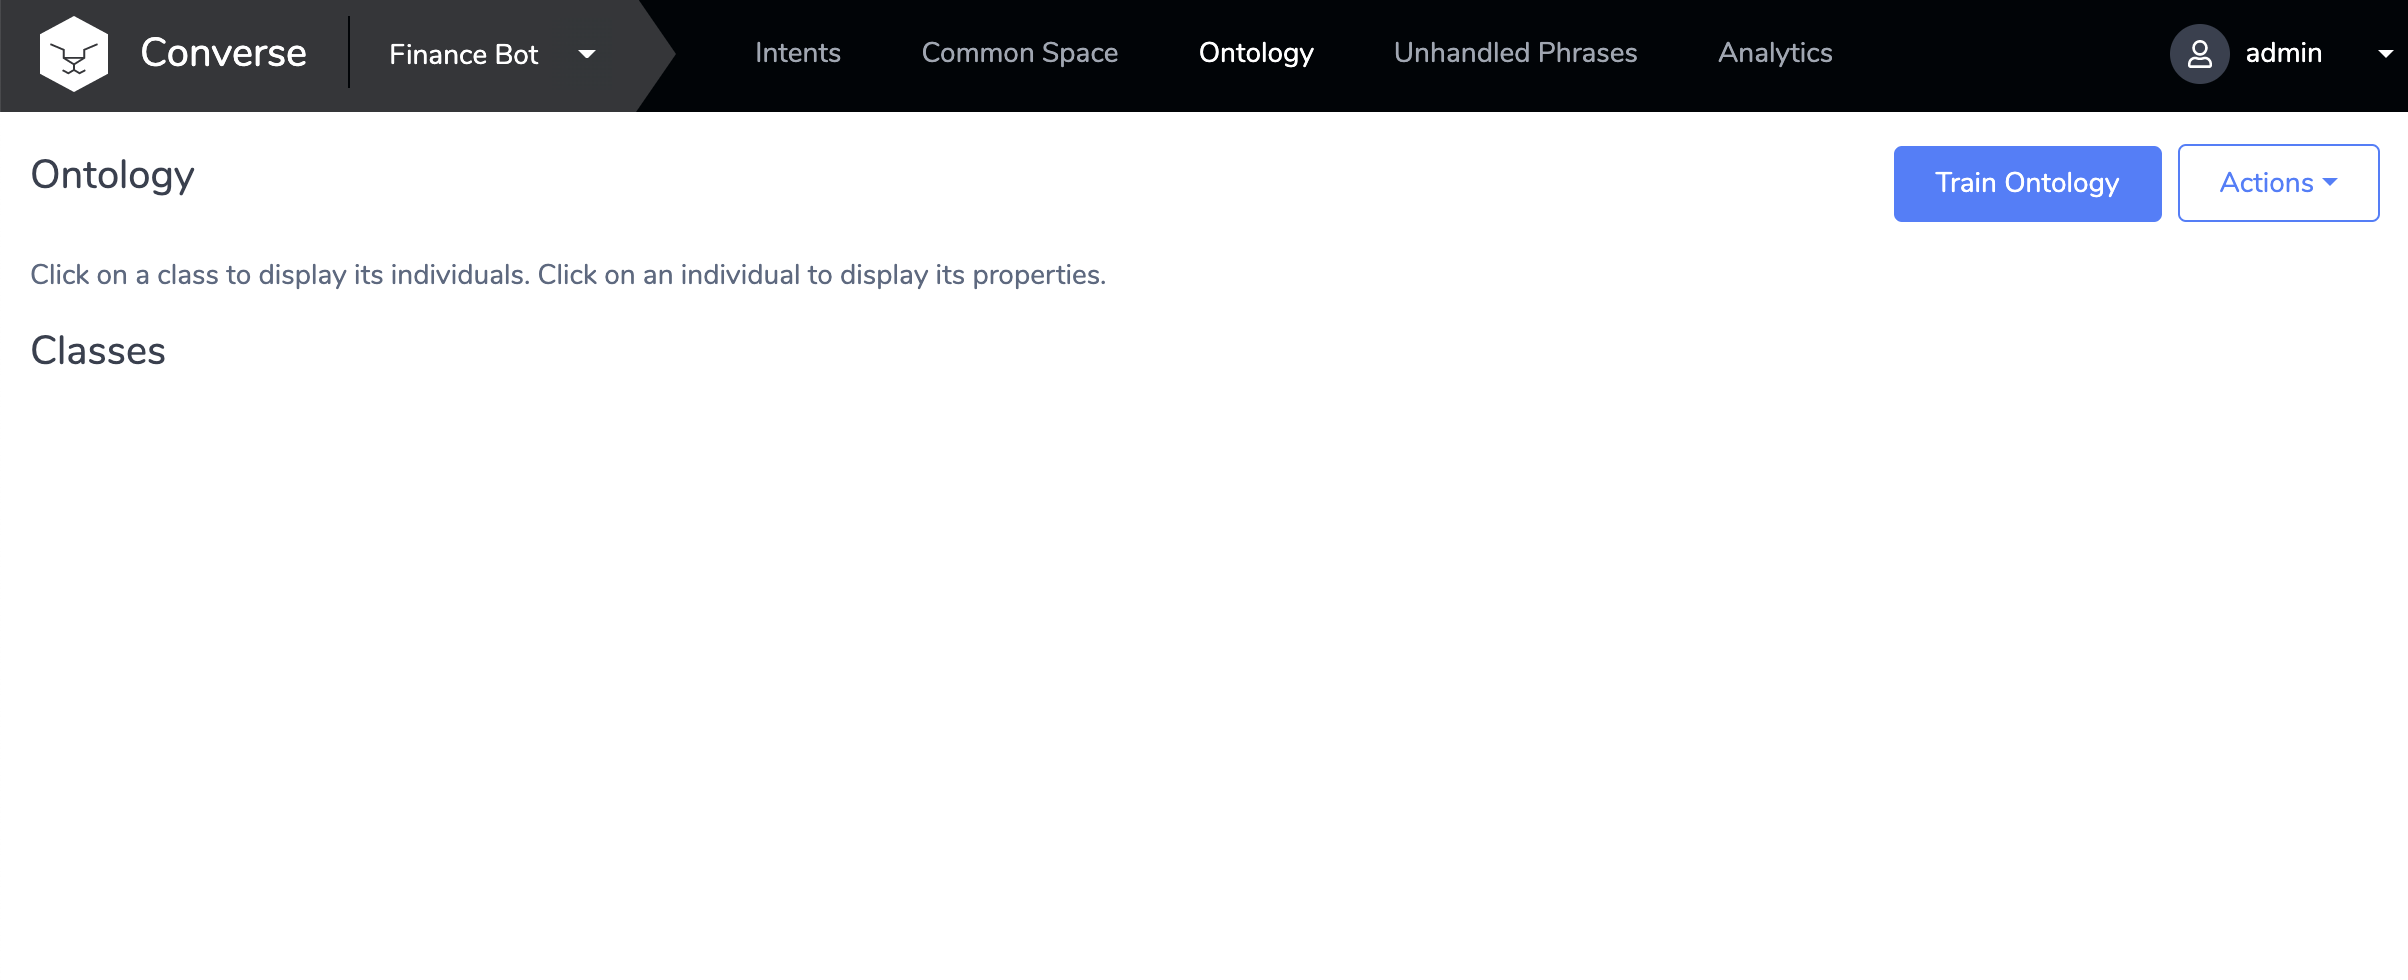 Converse
Finance Bot
Intents
Common Space
Ontology
Unhandled Phrases
Analytics
admin
Ontology
Train Ontology
Actions
Click on a class to display its individuals. Click on an individual to display its properties.
Classes